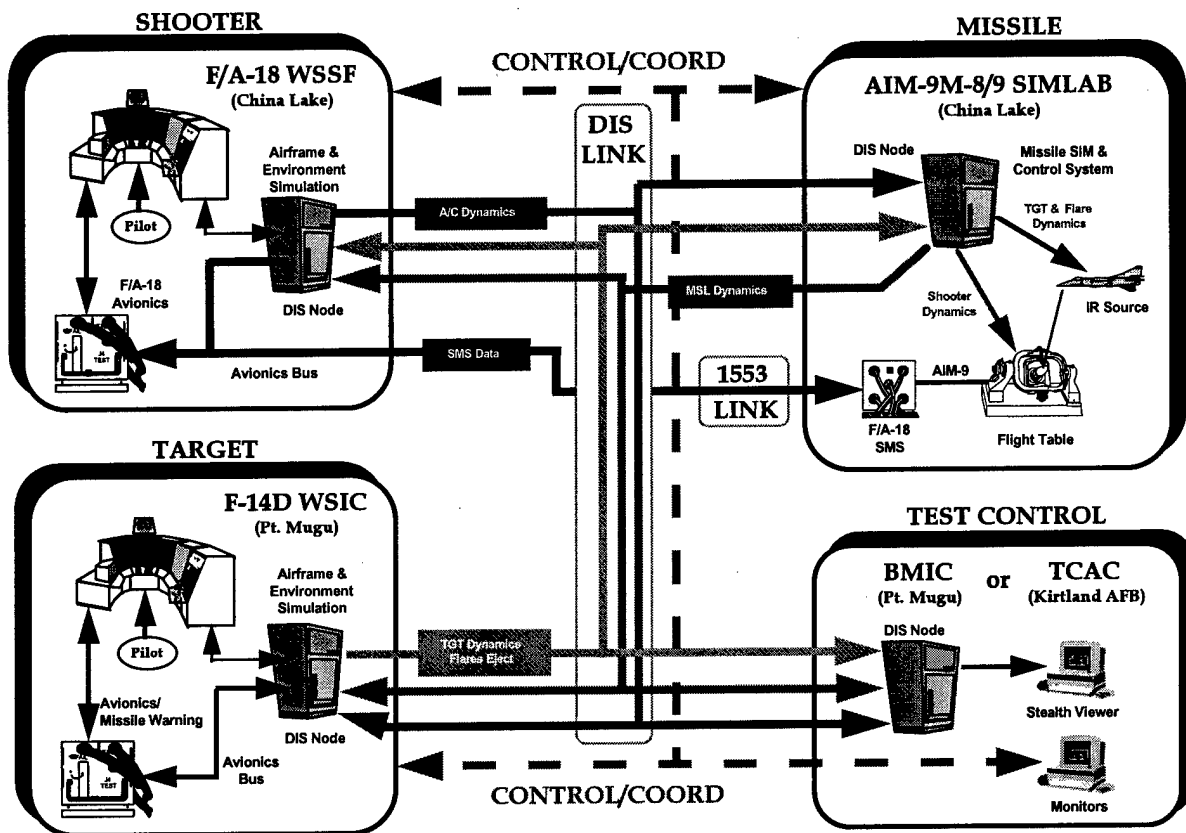 SHOOTER
F/A-18 WSSF
(China Lake)
Airframe &
Environment
Simulation
Pilot
F/A-18
Avionics
DIS Node
Avionics Bus
J4
TEST
CONTROL/COORD
DIS
LINK
A/C Dynamics
MSL Dynamics
SMS Data
1553
LINK
MISSILE
AIM-9M-8/9 SIMLAB
(China Lake)
DIS Node
Missile SIM &
Control System
TGT & Flare
Dynamics
Shooter
Dynamics
IR Source
AIM-9
F/A-18
SMS
Flight Table
TARGET
F-14D WSIC
(Pt. Mugu)
Airframe &
Environment
Simulation
Pilot
Avionics/
Missile Warning
DIS Node
Avionics
Bus
J4
TEST
TGT Dynamics
Flares Eject
CONTROL/COORD
TEST CONTROL
BMIC or TCAC
(Pt. Mugu) (Kirtland AFB)
DIS Node
Stealth Viewer
Monitors